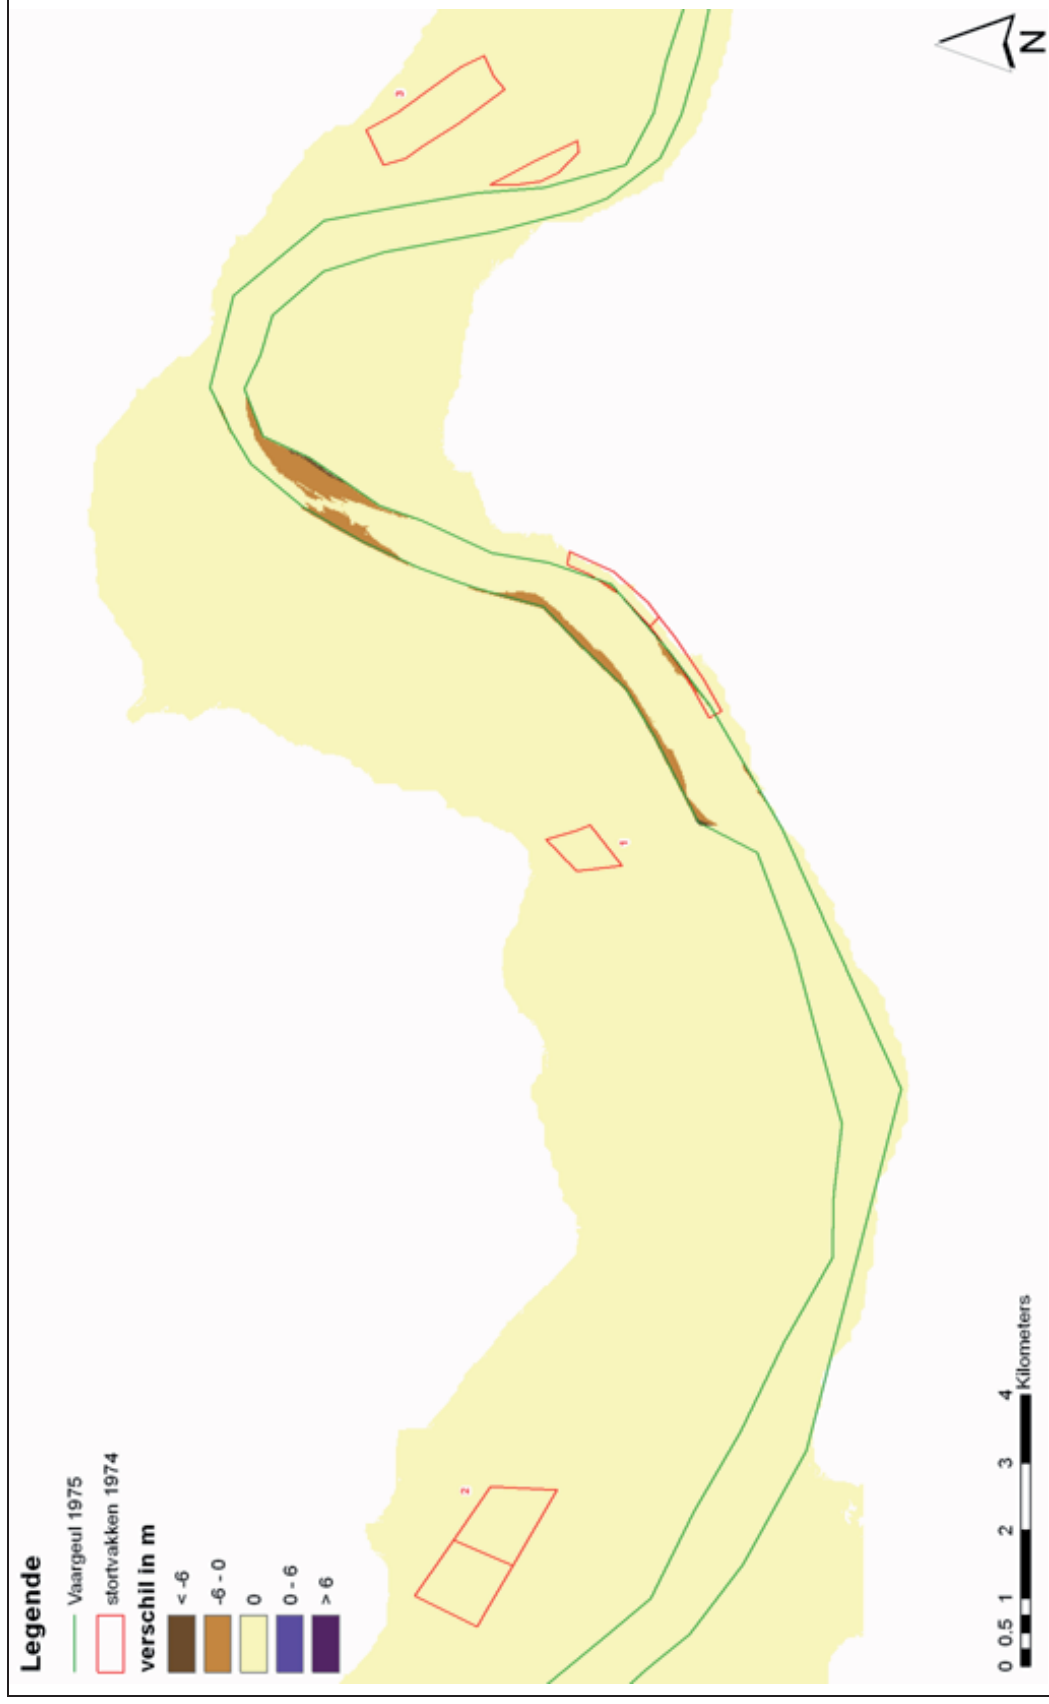 Legende
Vaargeul 1975
stortvakken 1974
verschil in m
< -6
-6 - 0
0
0 - 6
> 6
2
1
3
0 0.5 1 2 3 4
Kilometers
N